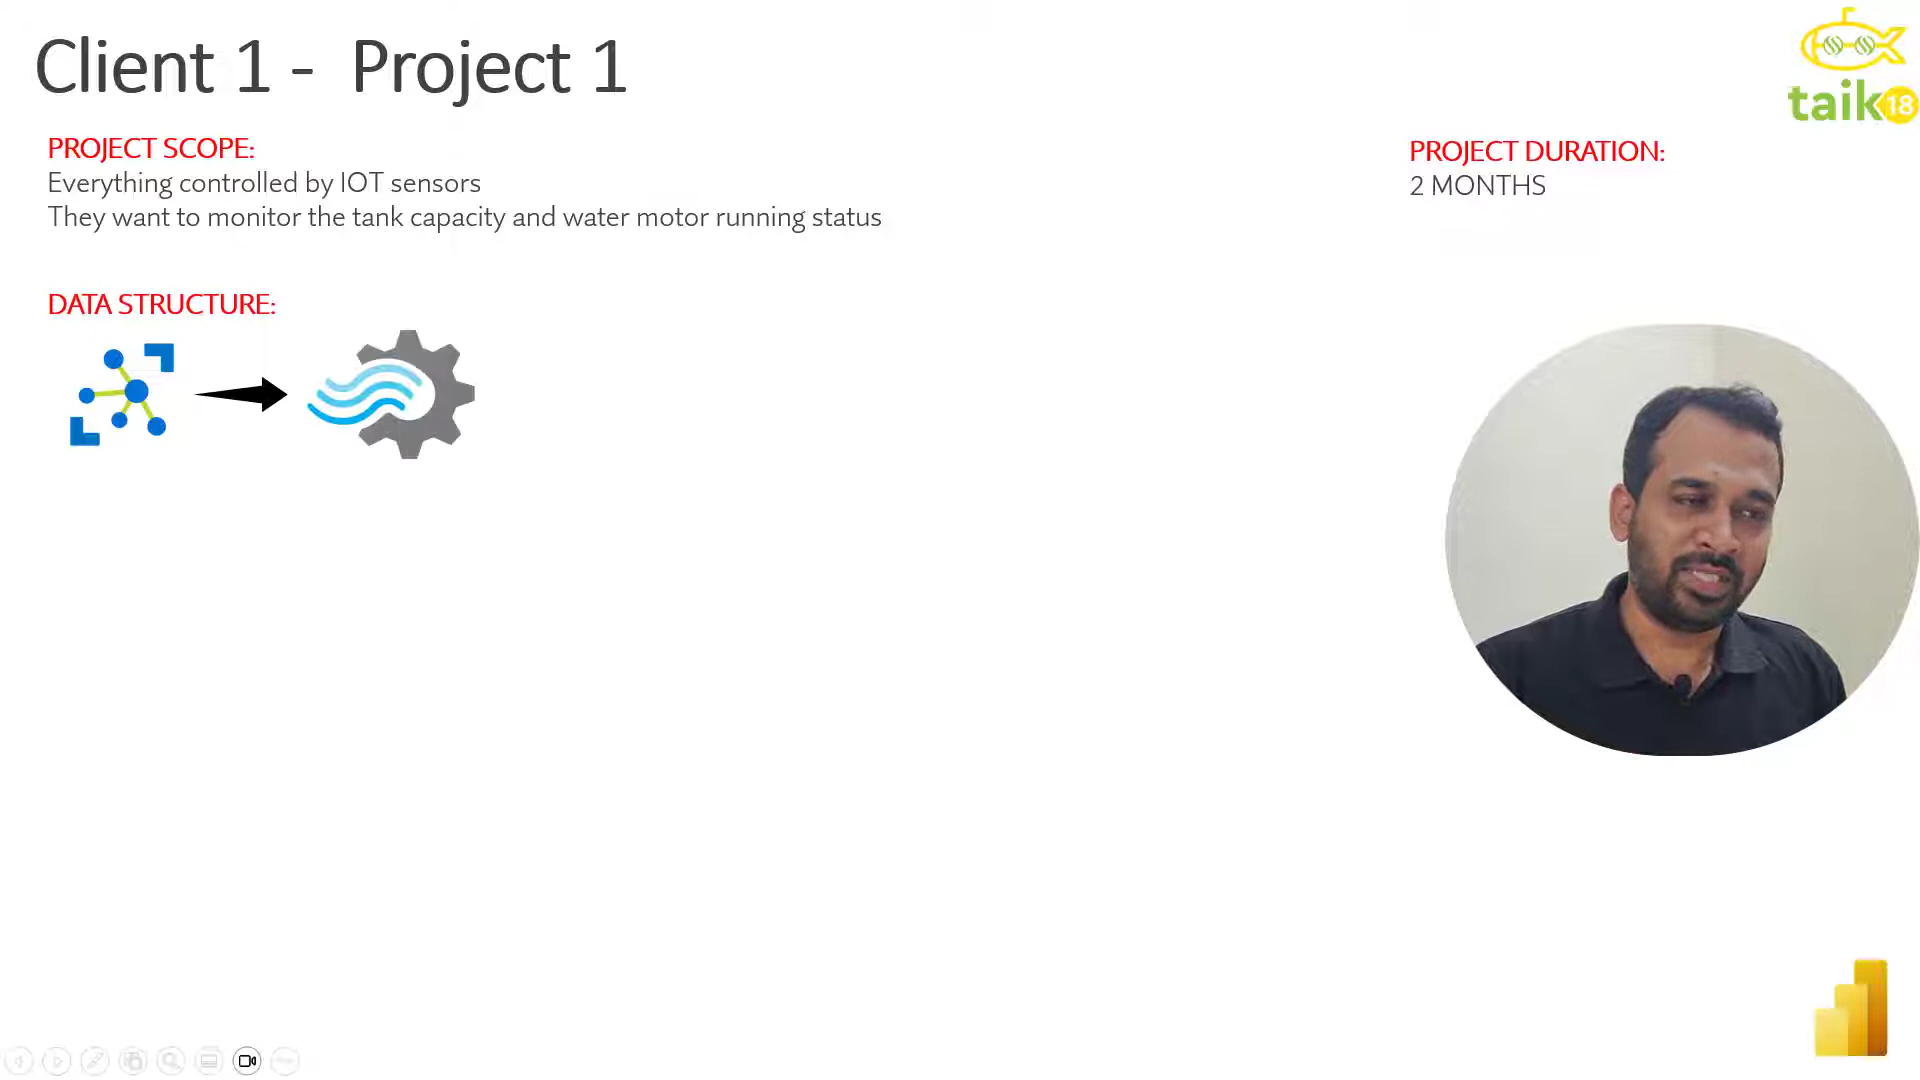 Client 1 - Project 1
taik18
PROJECT SCOPE:
Everything controlled by IOT sensors
They want to monitor the tank capacity and water motor running status
PROJECT DURATION:
2 MONTHS
DATA STRUCTURE: